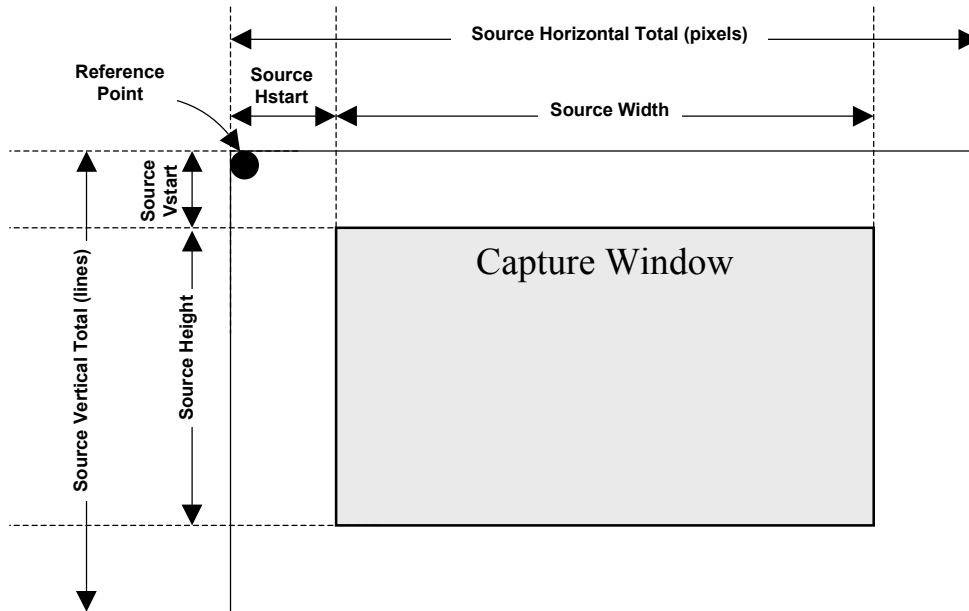 Source Horizontal Total (pixels)
Reference
Point
Source
Hstart
Source Width
Source
Vstart
Capture Window
Source Vertical Total (lines)
Source Height